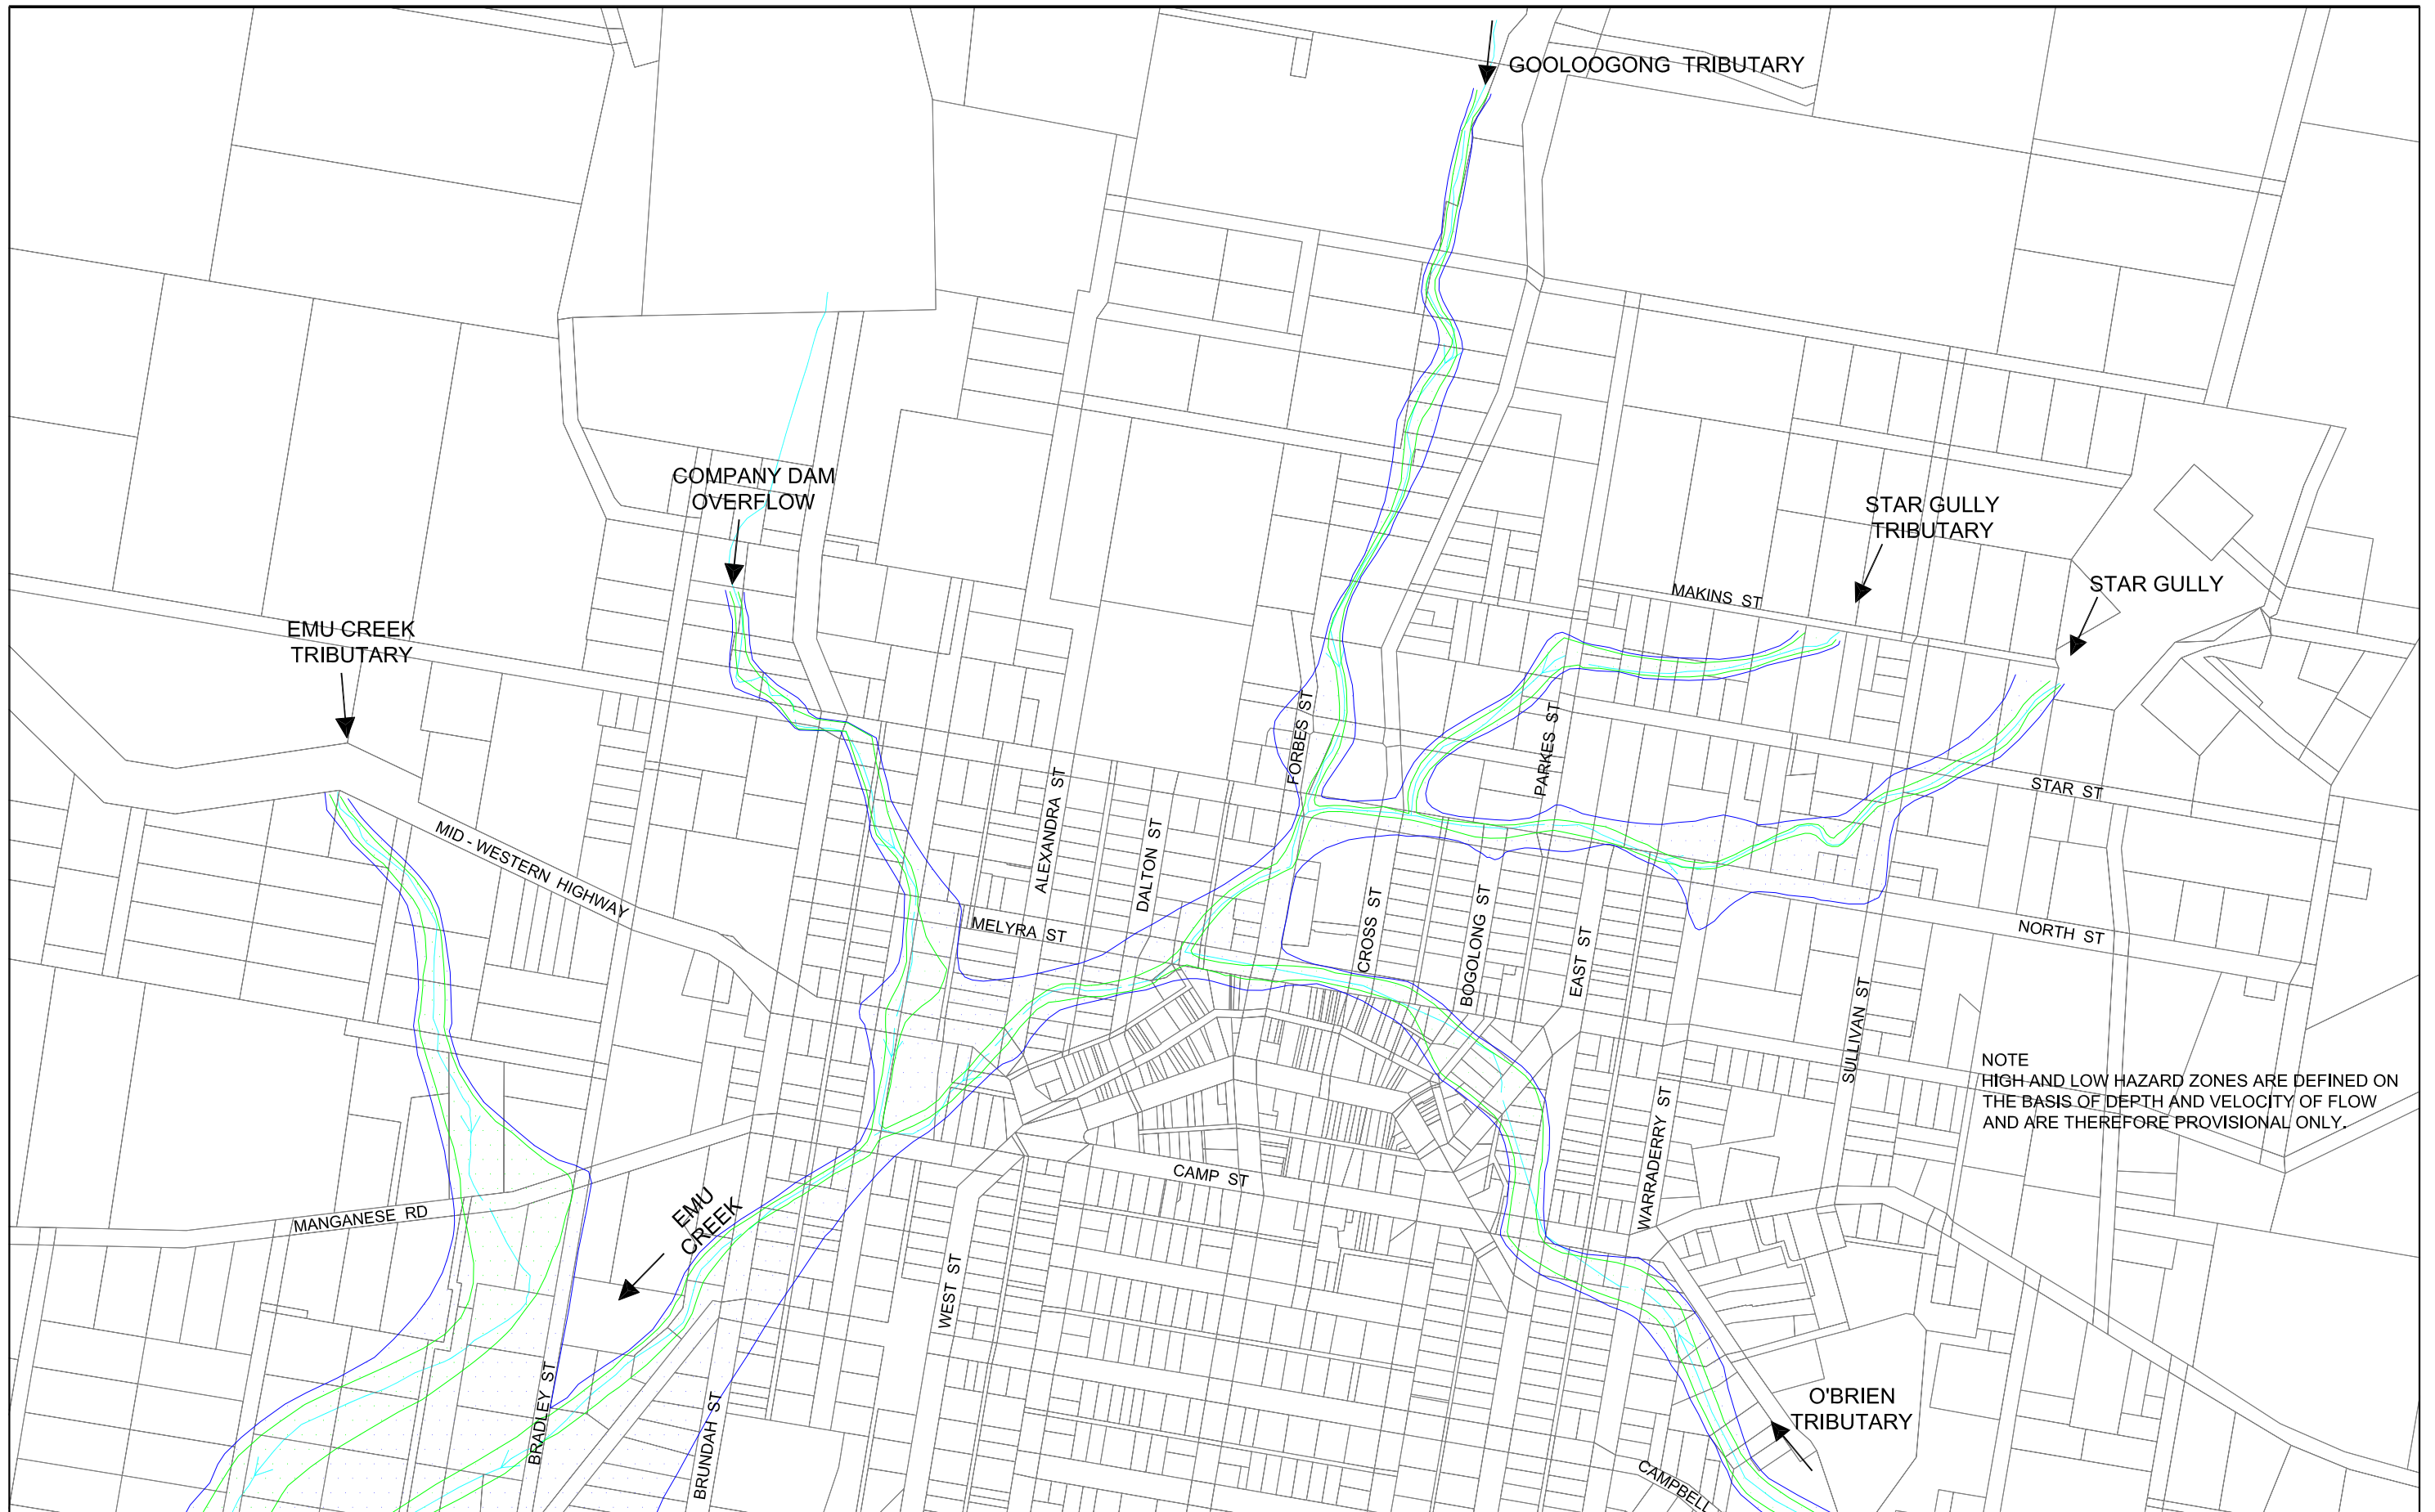 GOOLOOGONG TRIBUTARY
COMPANY DAM
OVERFLOW
STAR GULLY
TRIBUTARY
STAR GULLY
MAKINS ST
EMU CREEK
TRIBUTARY
FORBES ST
PARKES ST
STAR ST
MID - WESTERN HIGHWAY
ALEXANDRA ST
DALTON ST
MELYRA ST
CROSS ST
BOGOLONG ST
EAST ST
NORTH ST
SULLIVAN ST
NOTE
HIGH AND LOW HAZARD ZONES ARE DEFINED ON
THE BASIS OF DEPTH AND VELOCITY OF FLOW
AND ARE THEREFORE PROVISIONAL ONLY.
WARRADERRY ST
CAMP ST
MANGANESE RD
EMU
CREEK
WEST ST
BRADLEY ST
BRUNDAH ST
O'BRIEN
TRIBUTARY
CAMPBELL